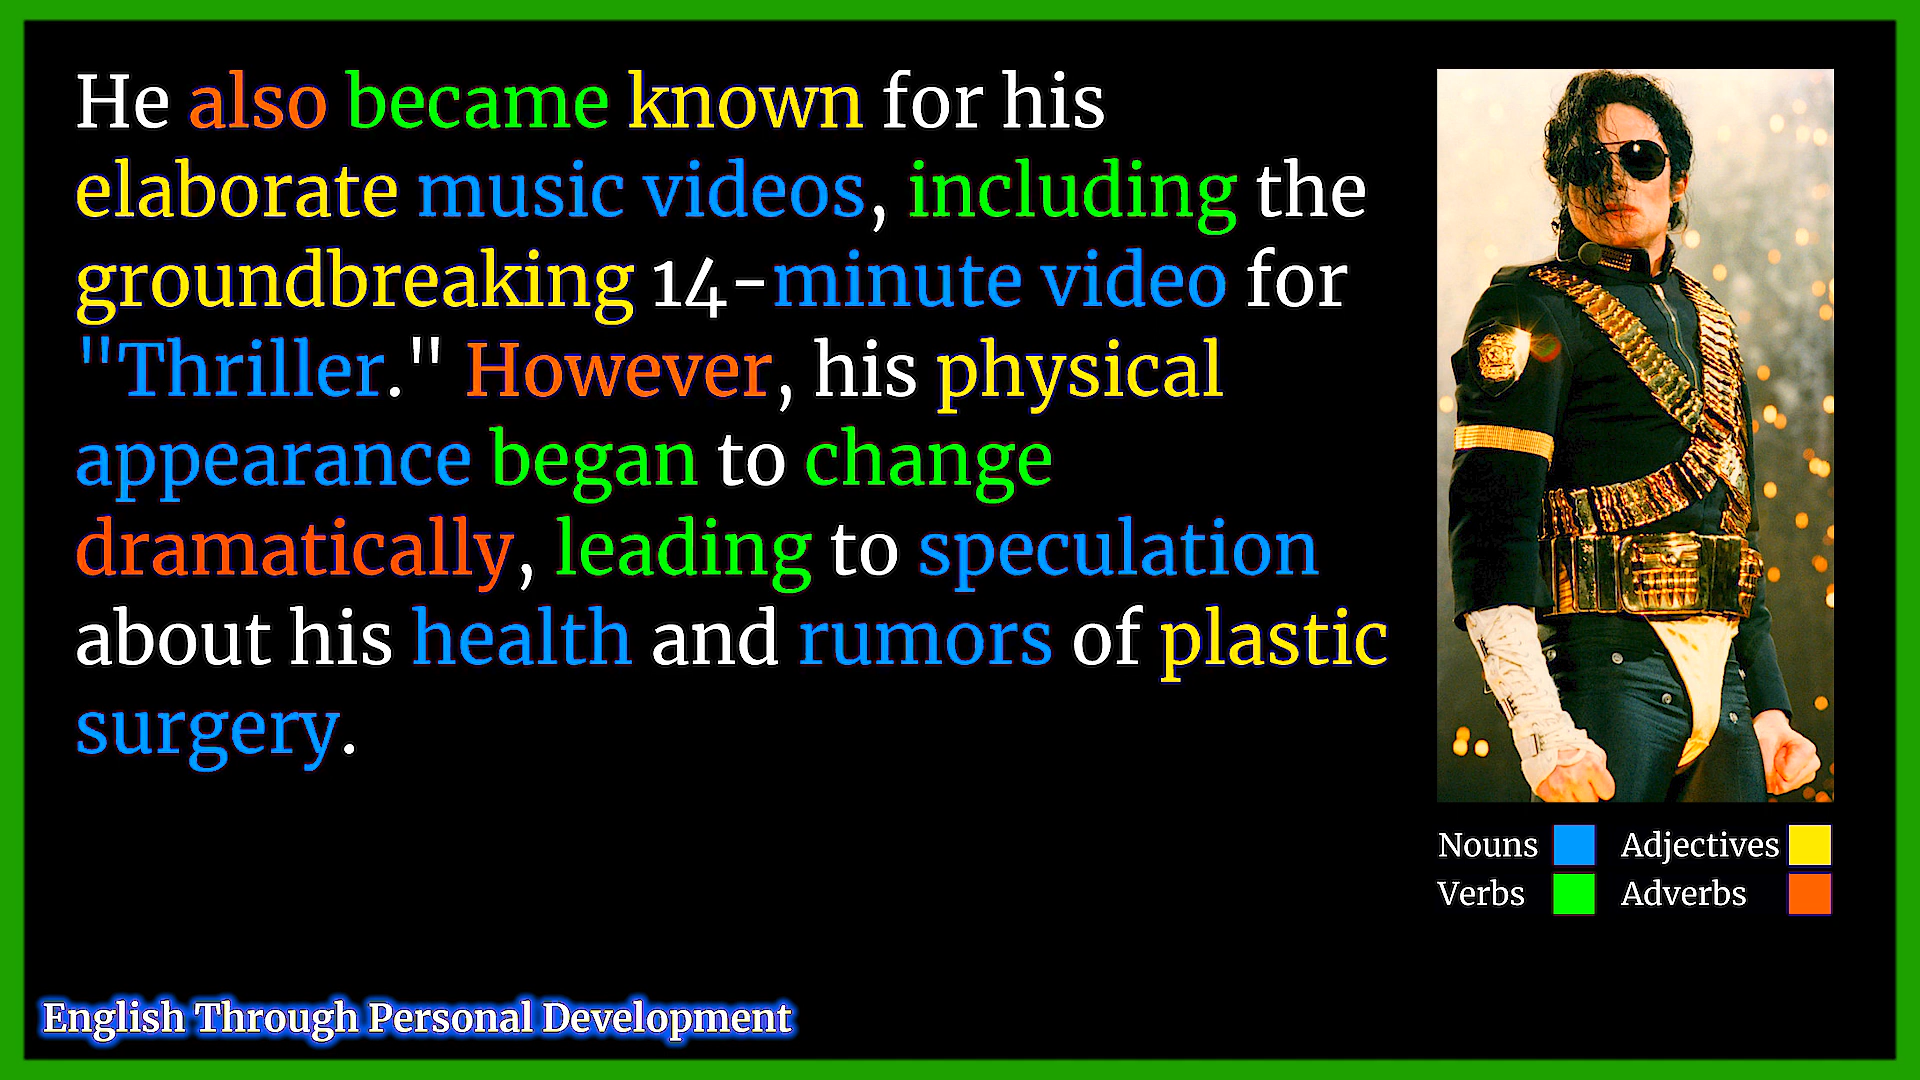 He also became known for his
elaborate music videos, including the
groundbreaking 14-minute video for
"Thriller." However, his physical
appearance began to change
dramatically, leading to speculation
about his health and rumors of plastic
surgery.
Nouns Adjectives
Verbs Adverbs
English Through Personal Development